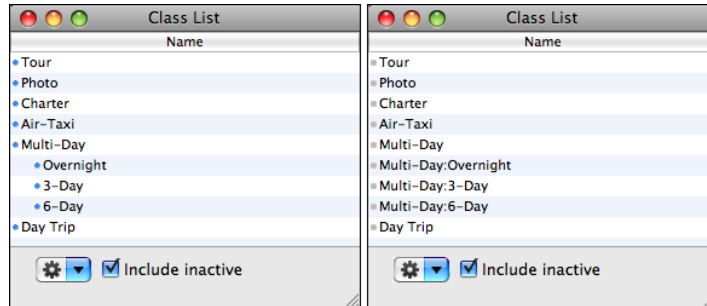 Class List
Name
Tour
Photo
Charter
Air-Taxi
Multi-Day
Overnight
3-Day
6-Day
Day Trip
Include inactive
Class List
Name
Tour
Photo
Charter
Air-Taxi
Multi-Day
Multi-Day:Overnight
Multi-Day:3-Day
Multi-Day:6-Day
Day Trip
Include inactive